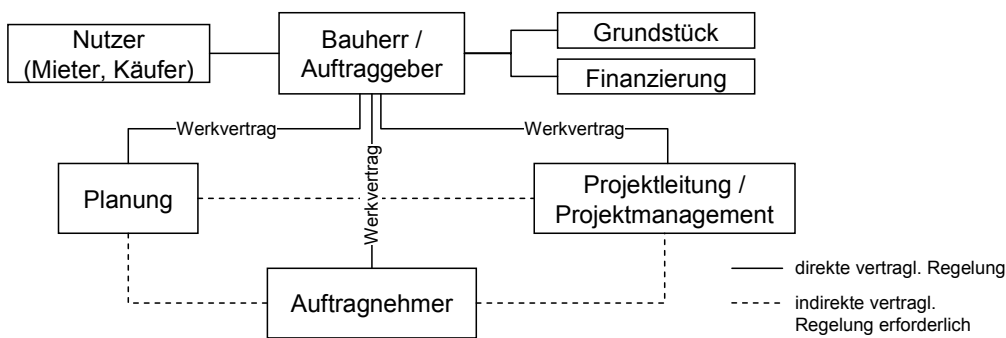 Nutzer
(Mieter, Käufer)
Bauherr /
Auftraggeber
Grundstück
Finanzierung
Werkvertrag
Werkvertrag
Werkvertrag
Planung
Projektleitung /
Projektmanagement
Auftragnehmer
direkte vertragl. Regelung
indirekte vertragl.
Regelung erforderlich